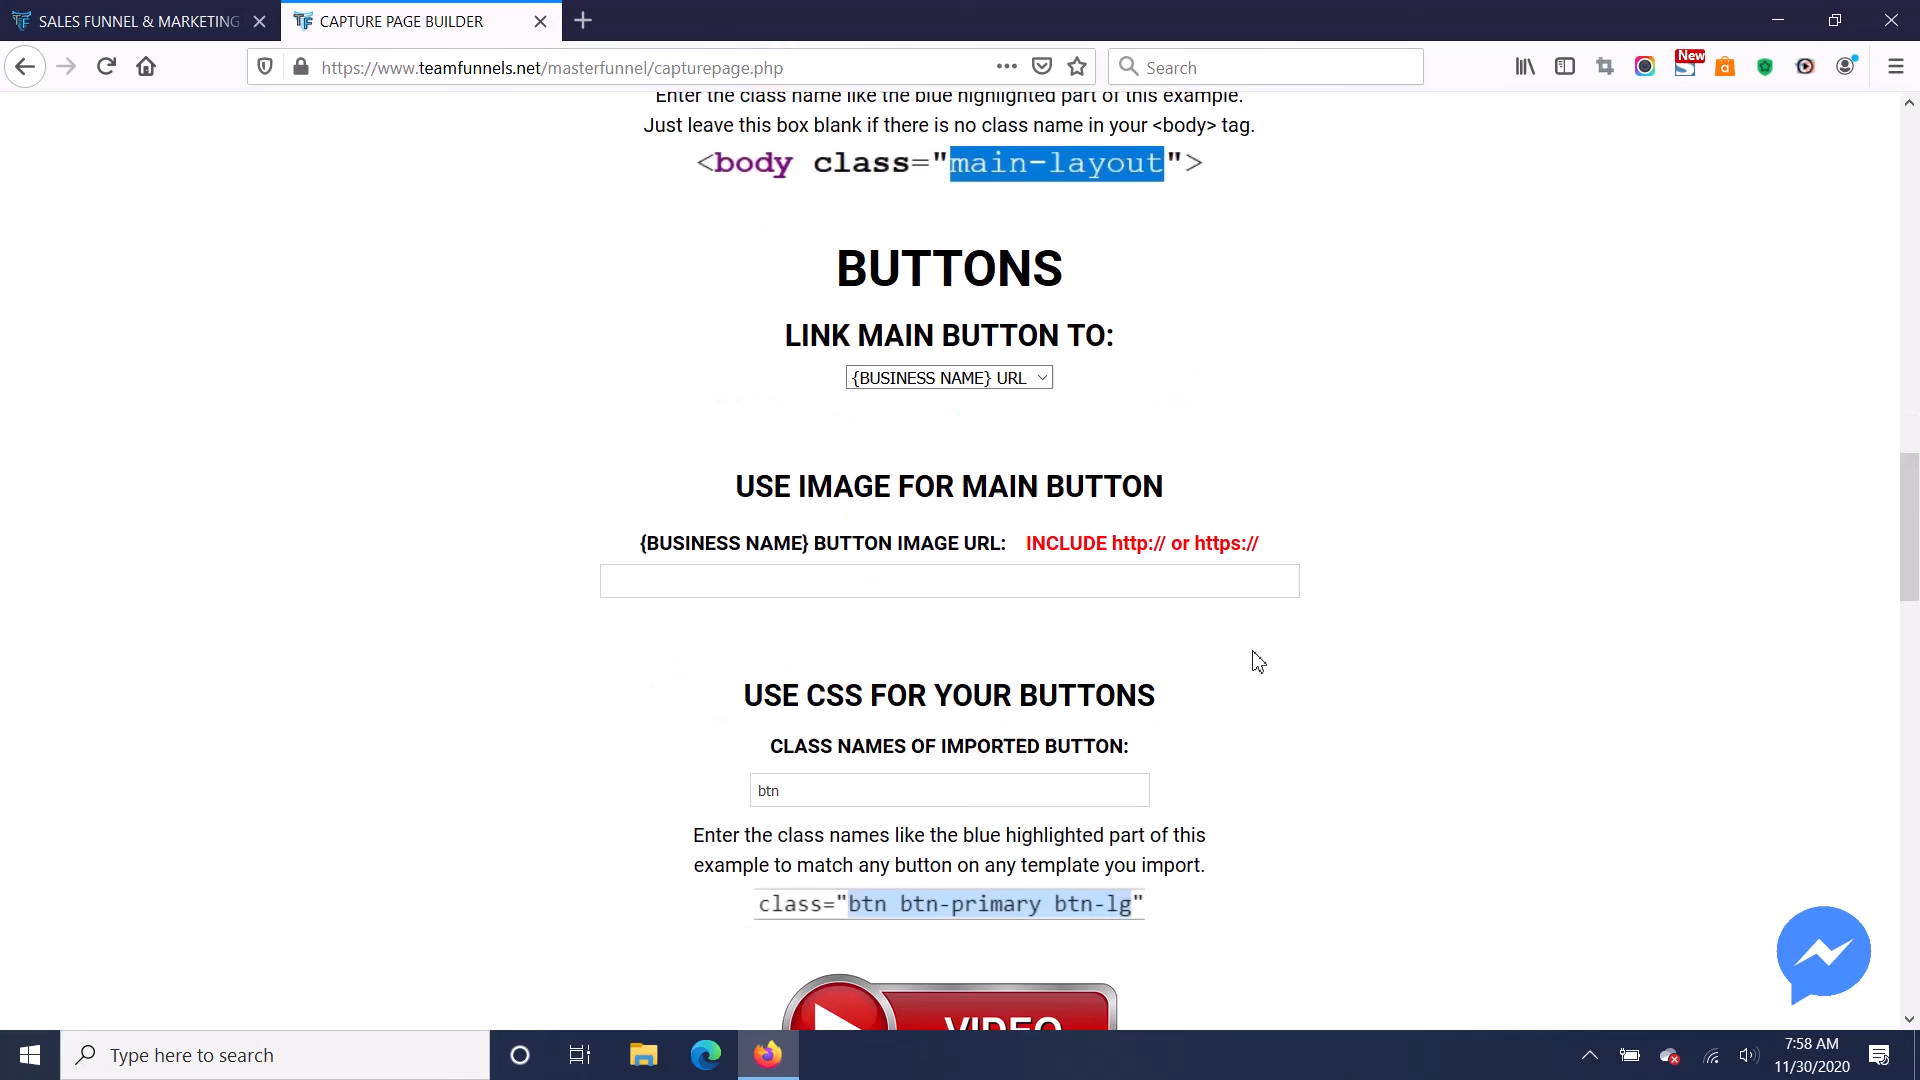 SALES FUNNEL & MARKETING
CAPTURE PAGE BUILDER
https://www.teamfunnels.net/masterfunnel/capturepage.php
Search
New
Enter the class name like the blue highlighted part of this example.
Just leave this box blank if there is no class name in your <body> tag.
<body class="main-layout">
BUTTONS
LINK MAIN BUTTON TO:
{BUSINESS NAME} URL
USE IMAGE FOR MAIN BUTTON
{BUSINESS NAME} BUTTON IMAGE URL: INCLUDE http:// or https://
USE CSS FOR YOUR BUTTONS
CLASS NAMES OF IMPORTED BUTTON:
btn
Enter the class names like the blue highlighted part of this
example to match any button on any template you import.
class="btn btn-primary btn-lg"
VIDEO
Type here to search
7:58 AM
11/30/2020